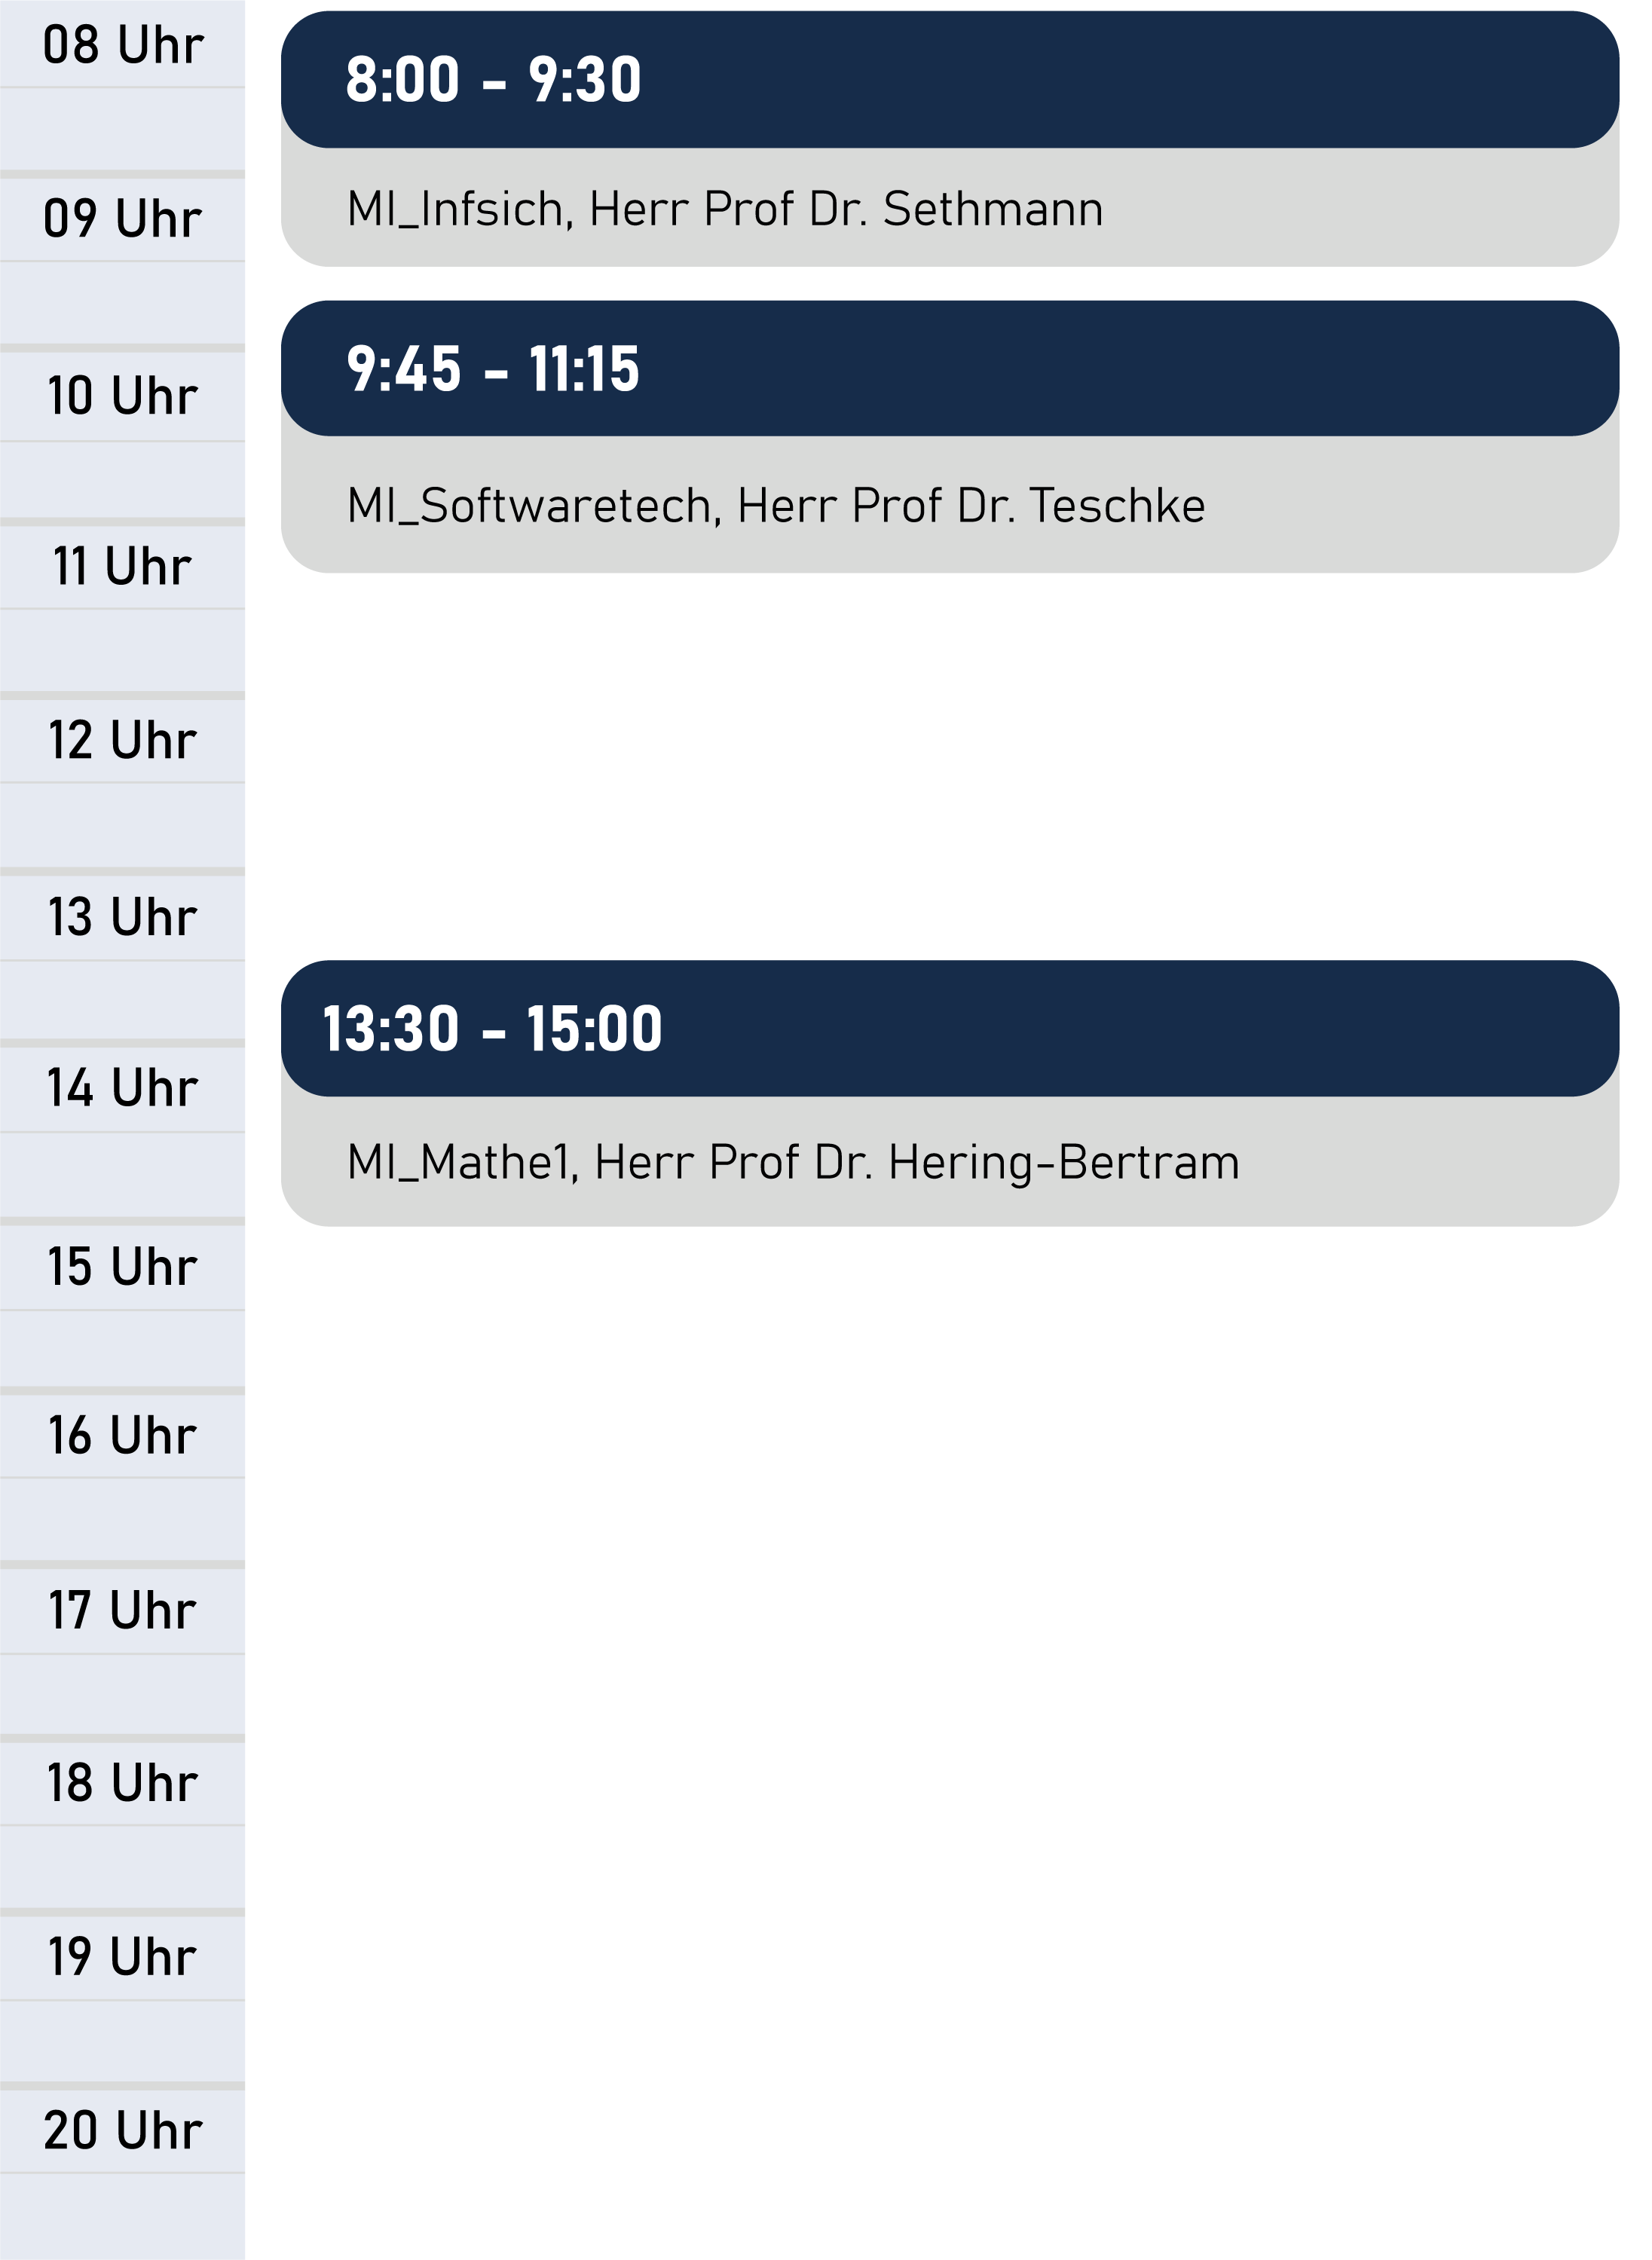 08 Uhr
8:00 - 9:30
MI_Infsich, Herr Prof Dr. Sethmann
09 Uhr
9:45 - 11:15
10 Uhr
MI_Softwaretech, Herr Prof Dr. Teschke
11 Uhr
12 Uhr
13 Uhr
13:30 - 15:00
14 Uhr
MI_Mathe1, Herr Prof Dr. Hering-Bertram
15 Uhr
16 Uhr
17 Uhr
18 Uhr
19 Uhr
20 Uhr